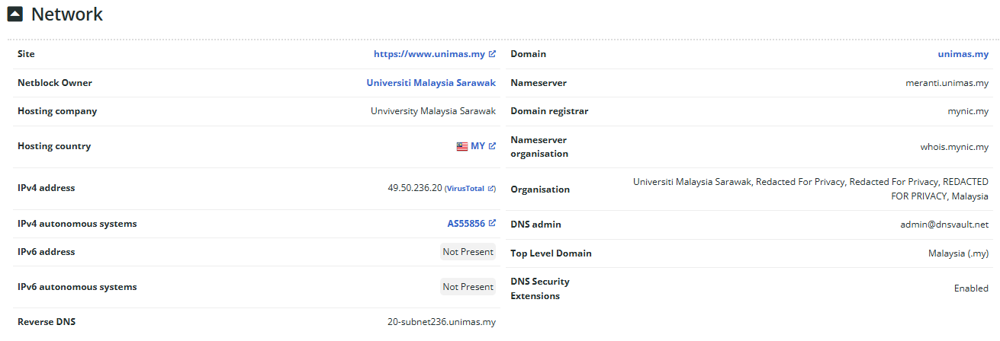 Network
Site https://www.unimas.my
Netblock Owner Universiti Malaysia Sarawak
Hosting company Unviversity Malaysia Sarawak
Hosting country MY
IPv4 address 49.50.236.20 (VirusTotal)
IPv4 autonomous systems AS55856
IPv6 address Not Present
IPv6 autonomous systems Not Present
Reverse DNS 20-subnet236.unimas.my
Domain unimas.my
Nameserver meranti.unimas.my
Domain registrar mynic.my
Nameserver
organisation whois.mynic.my
Organisation Universiti Malaysia Sarawak, Redacted For Privacy, Redacted For Privacy, REDACTED
FOR PRIVACY, Malaysia
DNS admin admin@dnsvault.net
Top Level Domain Malaysia (.my)
DNS Security
Extensions Enabled